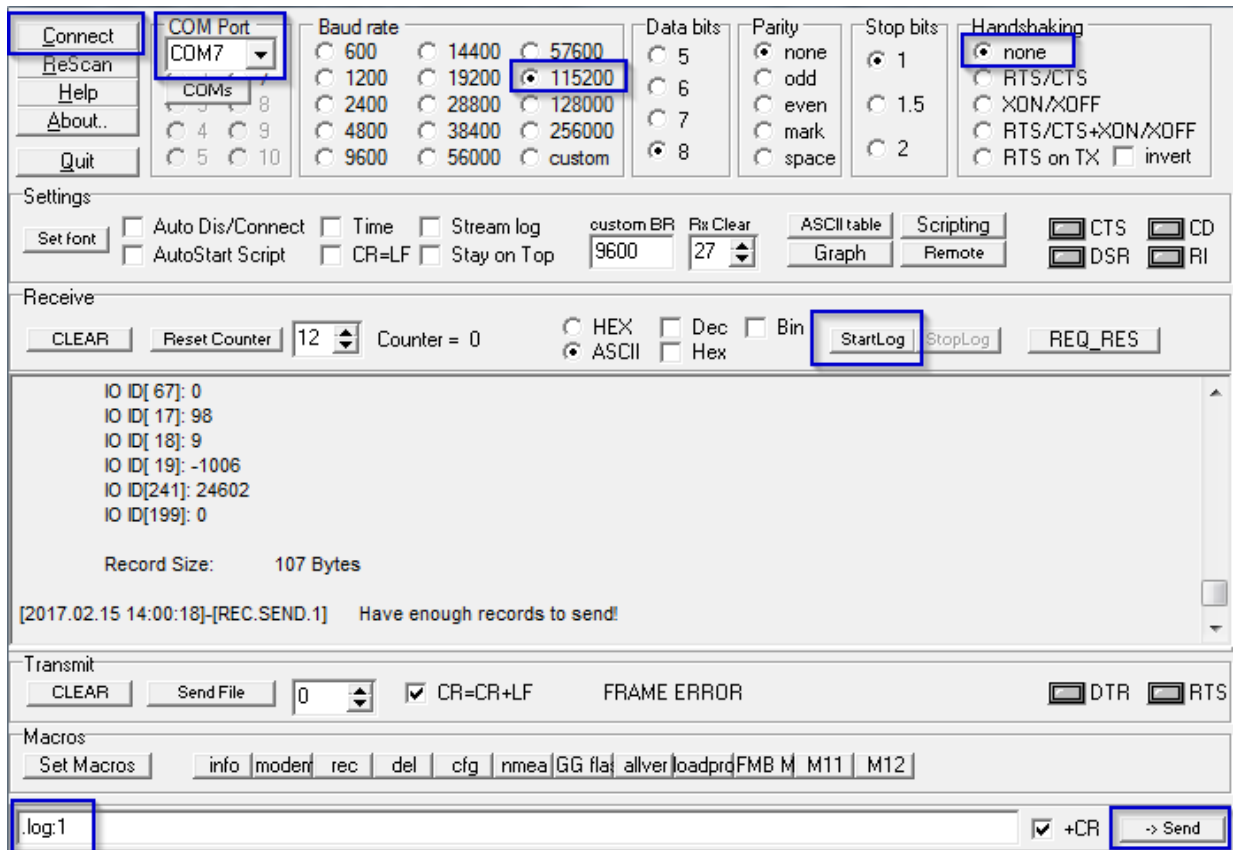 Connect
ReScan
Help
About..
Quit
COM Port
COM7
COMs
8
4 9
5 10
Baud rate
600 14400 57600
1200 19200 115200
2400 28800 128000
4800 38400 256000
9600 56000 custom
Data bits
5
6
7
8
Parity
none
odd
even
mark
space
Stop bits
1
1.5
2
Handshaking
none
RTS/CTS
XON/XOFF
RTS/CTS+XON/XOFF
RTS on TX invert
Settings
Set font
Auto Dis/Connect Time Stream log
AutoStart Script CR=LF Stay on Top
custom BR Rx Clear
9600 27
ASCII table Scripting
Graph Remote
CTS CD
DSR RI
Receive
CLEAR Reset Counter 12 Counter = 0
HEX Dec Bin
ASCII Hex
StartLog StopLog REQ_RES
IO ID[ 67]: 0
IO ID[ 17]: 98
IO ID[ 18]: 9
IO ID[ 19]: -1006
IO ID[241]: 24602
IO ID[199]: 0
Record Size: 107 Bytes
[2017.02.15 14:00:18]-[REC.SEND.1] Have enough records to send!
Transmit
CLEAR Send File 0 CR=CR+LF FRAME ERROR DTR RTS
Macros
Set Macros info modem rec del cfg nmea GG flas allver loadprd FMB M M11 M12
.log:1 +CR -> Send